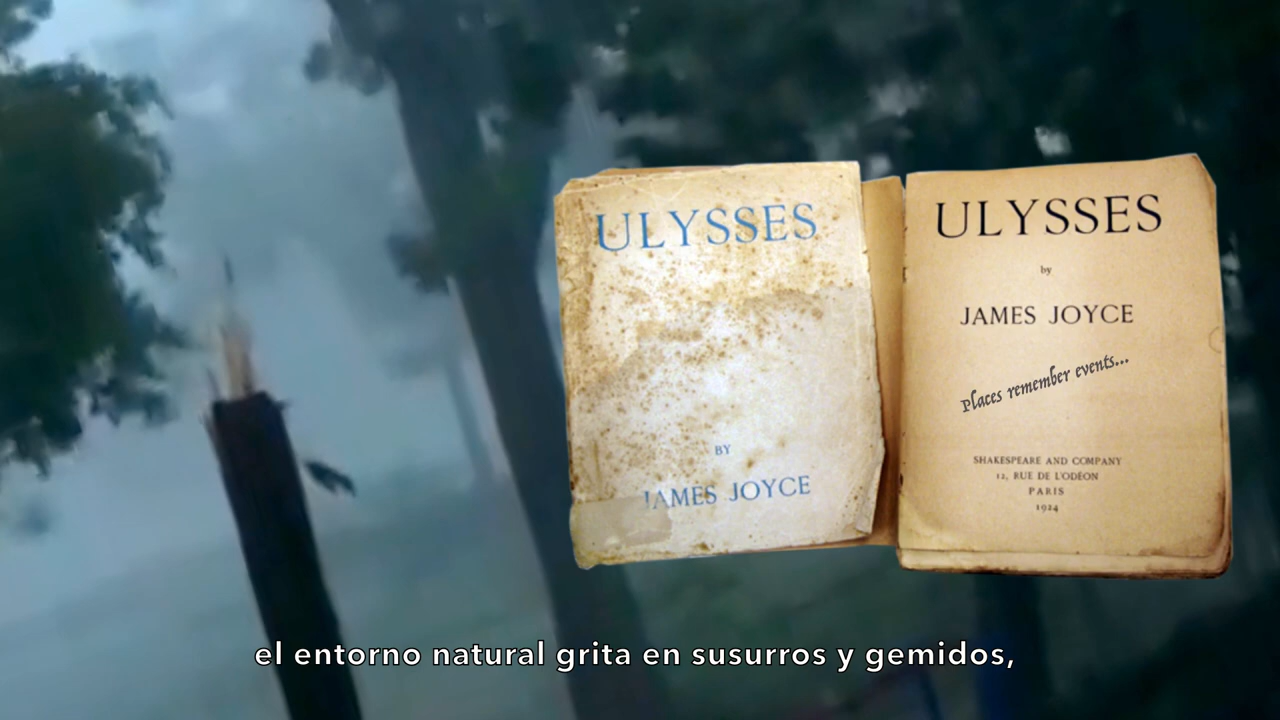 ULYSSES
BY
JAMES JOYCE
ULYSSES
by
JAMES JOYCE
Places remember events...
SHAKESPEARE AND COMPANY
12, RUE DE L'ODÉON
PARIS
1924
el entorno natural grita en susurros y gemidos,